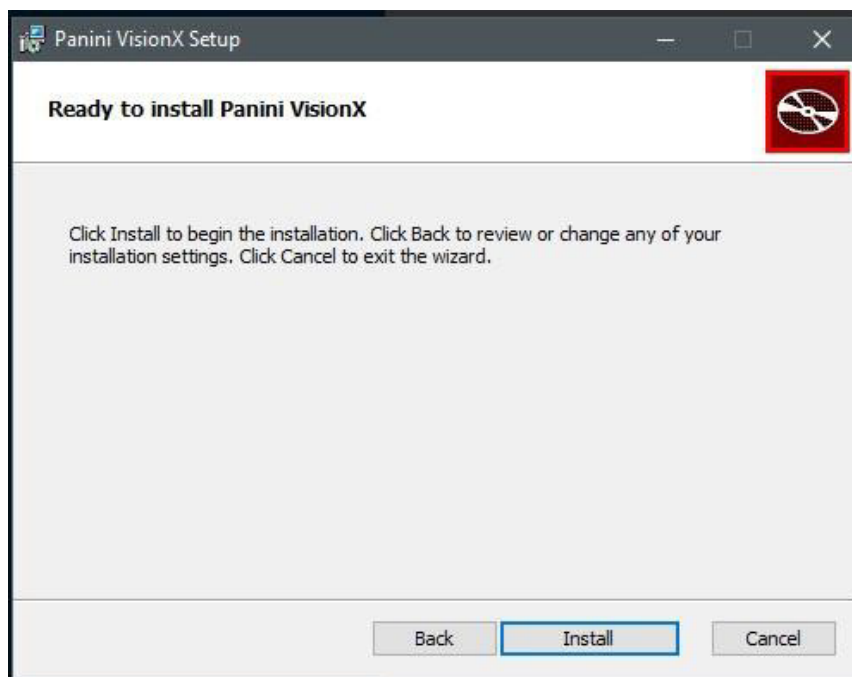 Panini VisionX Setup
Ready to install Panini VisionX
Click Install to begin the installation. Click Back to review or change any of your
installation settings. Click Cancel to exit the wizard.
Back Install Cancel